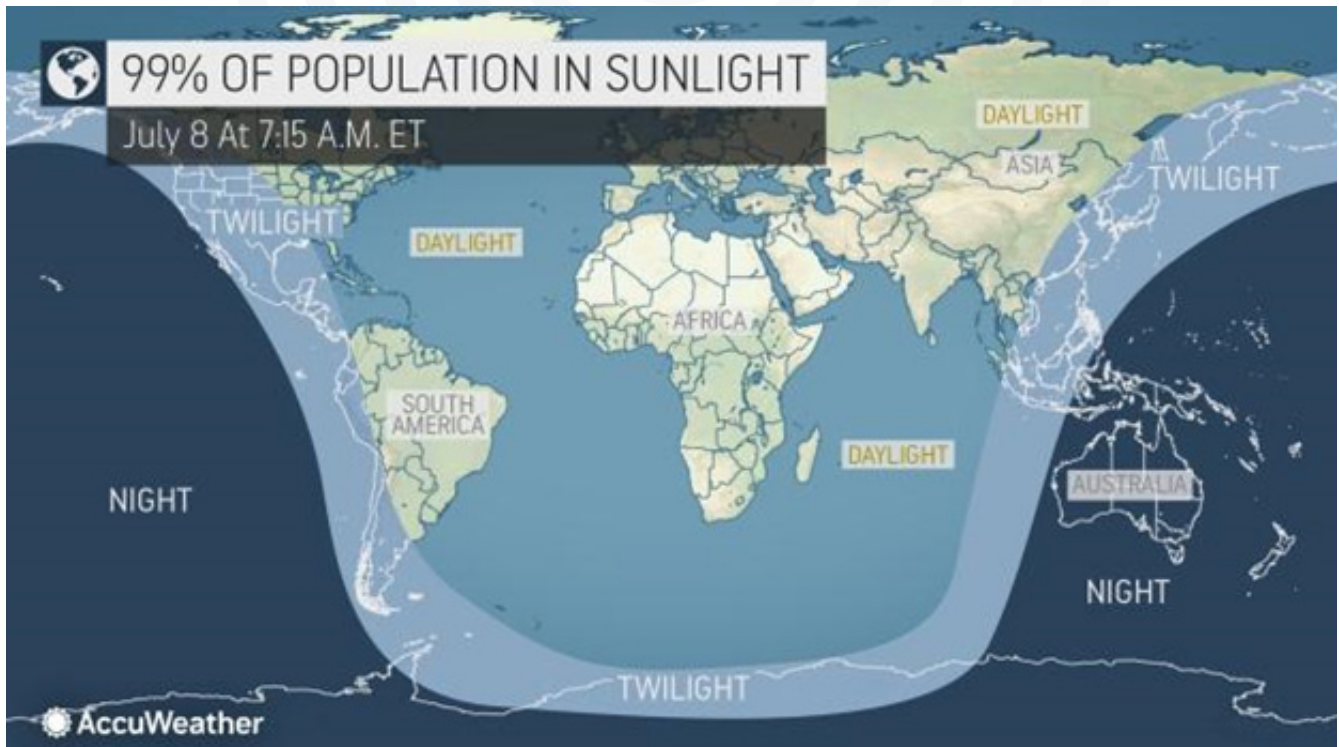 99% OF POPULATION IN SUNLIGHT
July 8 At 7:15 A.M. ET
DAYLIGHT
ASIA
TWILIGHT
TWILIGHT
DAYLIGHT
AFRICA
SOUTH
AMERICA
DAYLIGHT
NIGHT
AUSTRALIA
NIGHT
TWILIGHT
AccuWeather